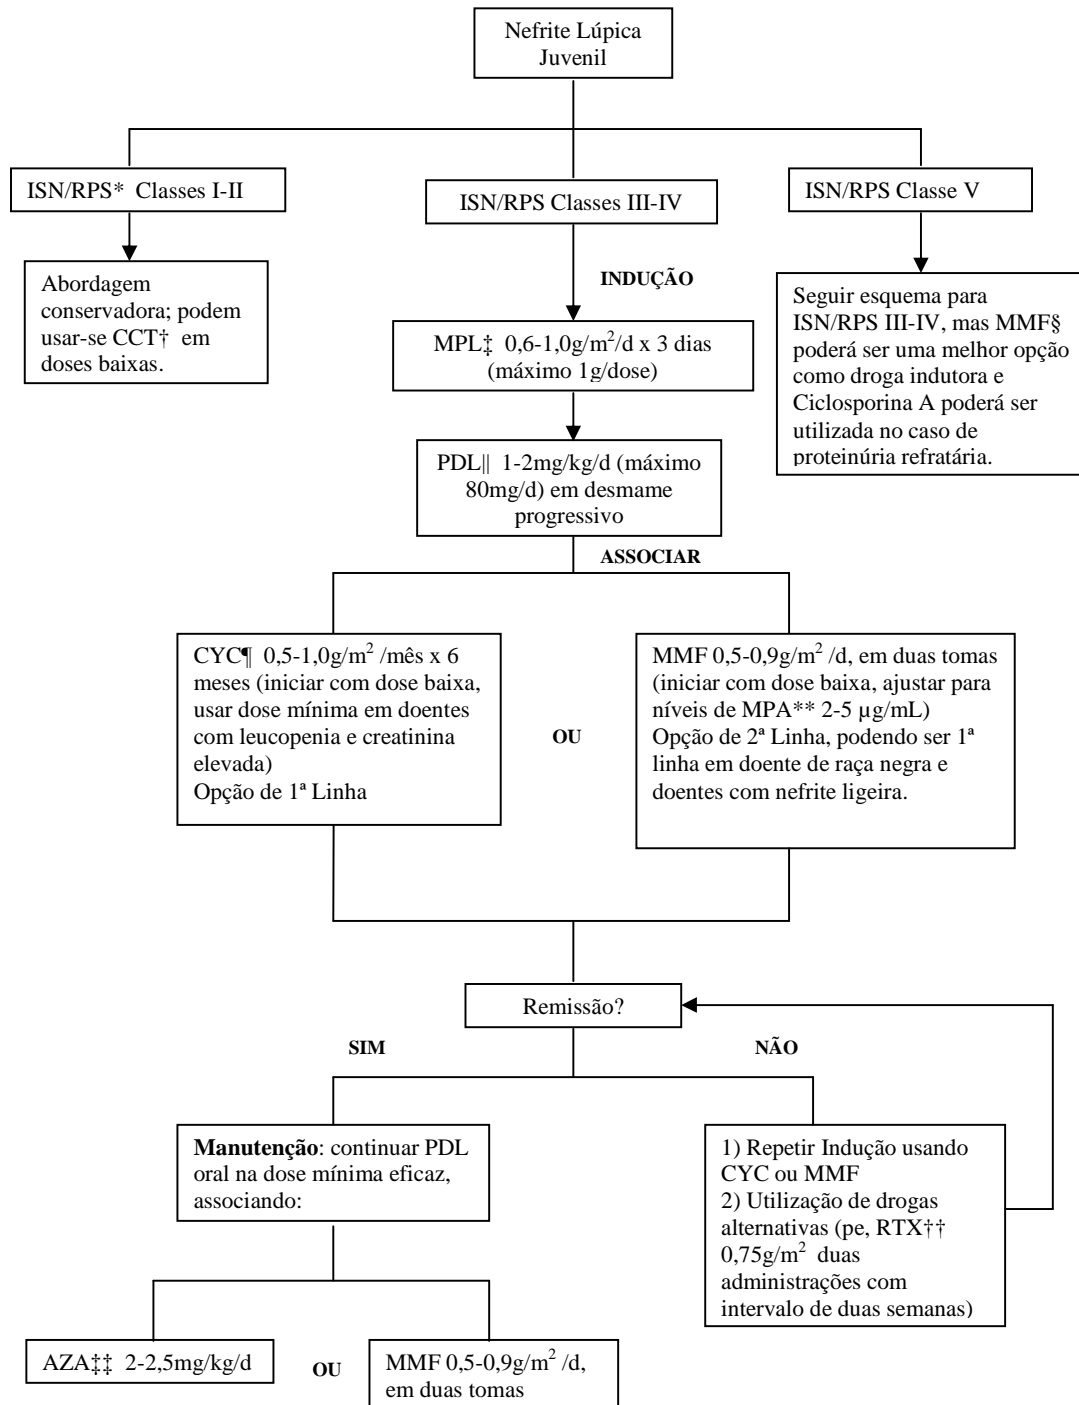 Nefrite Lúpica
Juvenil
ISN/RPS* Classes I-II
ISN/RPS Classes III-IV
ISN/RPS Classe V
Abordagem
conservadora; podem
usar-se CCT† em
doses baixas.
INDUÇÃO
Seguir esquema para
ISN/RPS III-IV, mas MMF§
poderá ser uma melhor opção
como droga indutora e
Ciclosporina A poderá ser
utilizada no caso de
proteinúria refratária.
MPL‡ 0,6-1,0g/m²/d x 3 dias
(máximo 1g/dose)
PDL|| 1-2mg/kg/d (máximo
80mg/d) em desmame
progressivo
ASSOCIAR
CYC¶ 0,5-1,0g/m² /mês x 6
meses (iniciar com dose baixa,
usar dose mínima em doentes
com leucopenia e creatinina
elevada)
Opção de 1ª Linha
OU
MMF 0,5-0,9g/m² /d, em duas tomas
(iniciar com dose baixa, ajustar para
níveis de MPA** 2-5 µg/mL)
Opção de 2ª Linha, podendo ser 1ª
linha em doente de raça negra e
doentes com nefrite ligeira.
Remissão?
SIM
NÃO
Manutenção: continuar PDL
oral na dose mínima eficaz,
associando:
1) Repetir Indução usando
CYC ou MMF
2) Utilização de drogas
alternativas (pe, RTX††
0,75g/m² duas
administrações com
intervalo de duas semanas)
AZA‡‡ 2-2,5mg/kg/d
OU
MMF 0,5-0,9g/m² /d,
em duas tomas